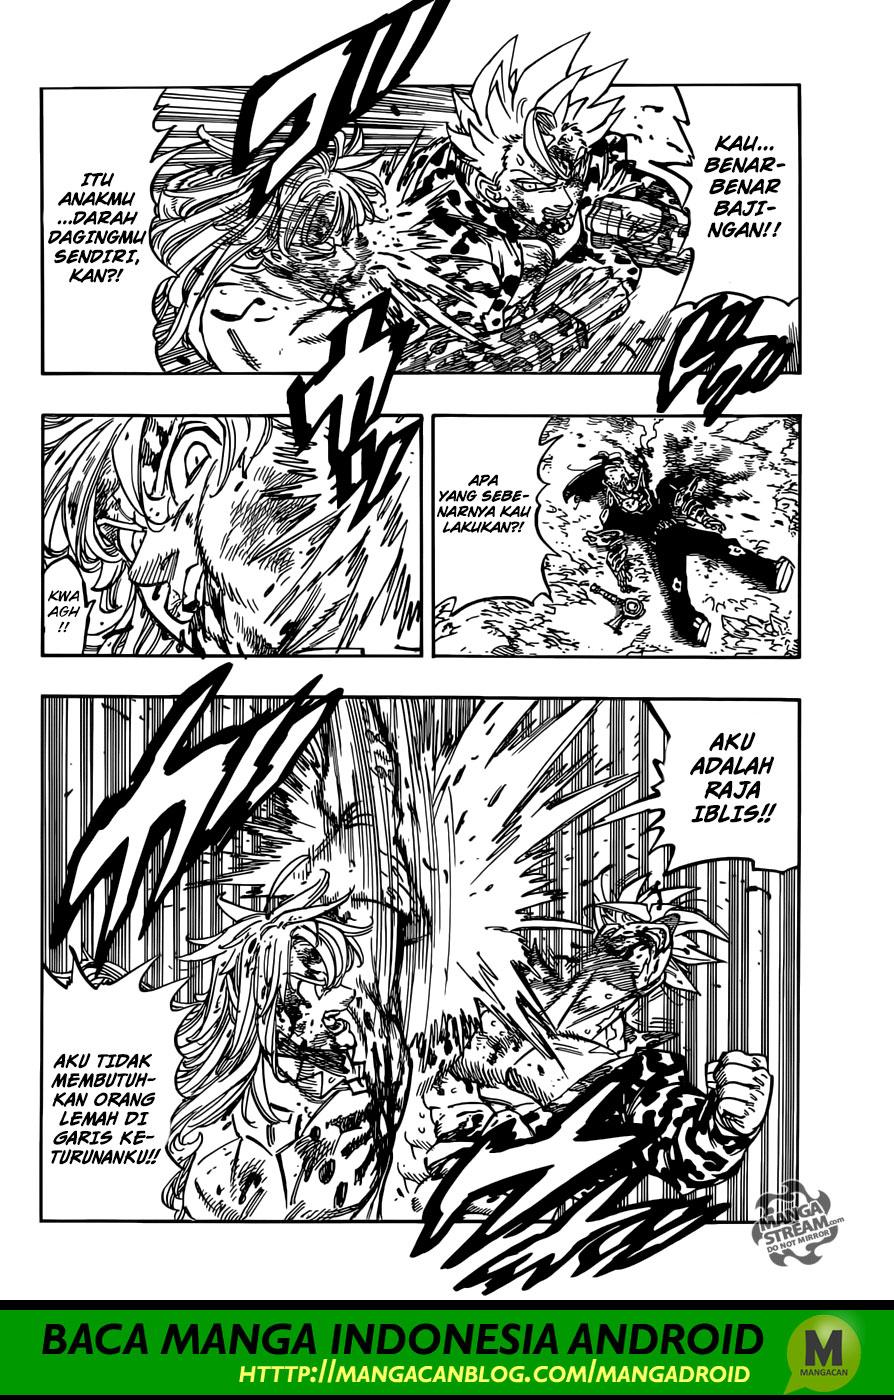 KAU...
BENAR-
BENAR
BAJI-
NGAN!!
ITU
ANAKMU
...DARAH
DAGINGMU
SENDIRI,
KAN?!
APA
YANG SEBE-
NARNYA KAU
LAKUKAN?!
KWA
AGH
!!
AKU
ADALAH
RAJA
IBLIS!!
AKU TIDAK
MEMBUTUH-
KAN ORANG
LEMAH DI
GARIS KE-
TURUNANKU!!
MANGA
STREAM.com
DO NOT MIRROR
BACA MANGA INDONESIA ANDROID
HTTTP://MANGACANBLOG.COM/MANGADROID
M
MANGACAN